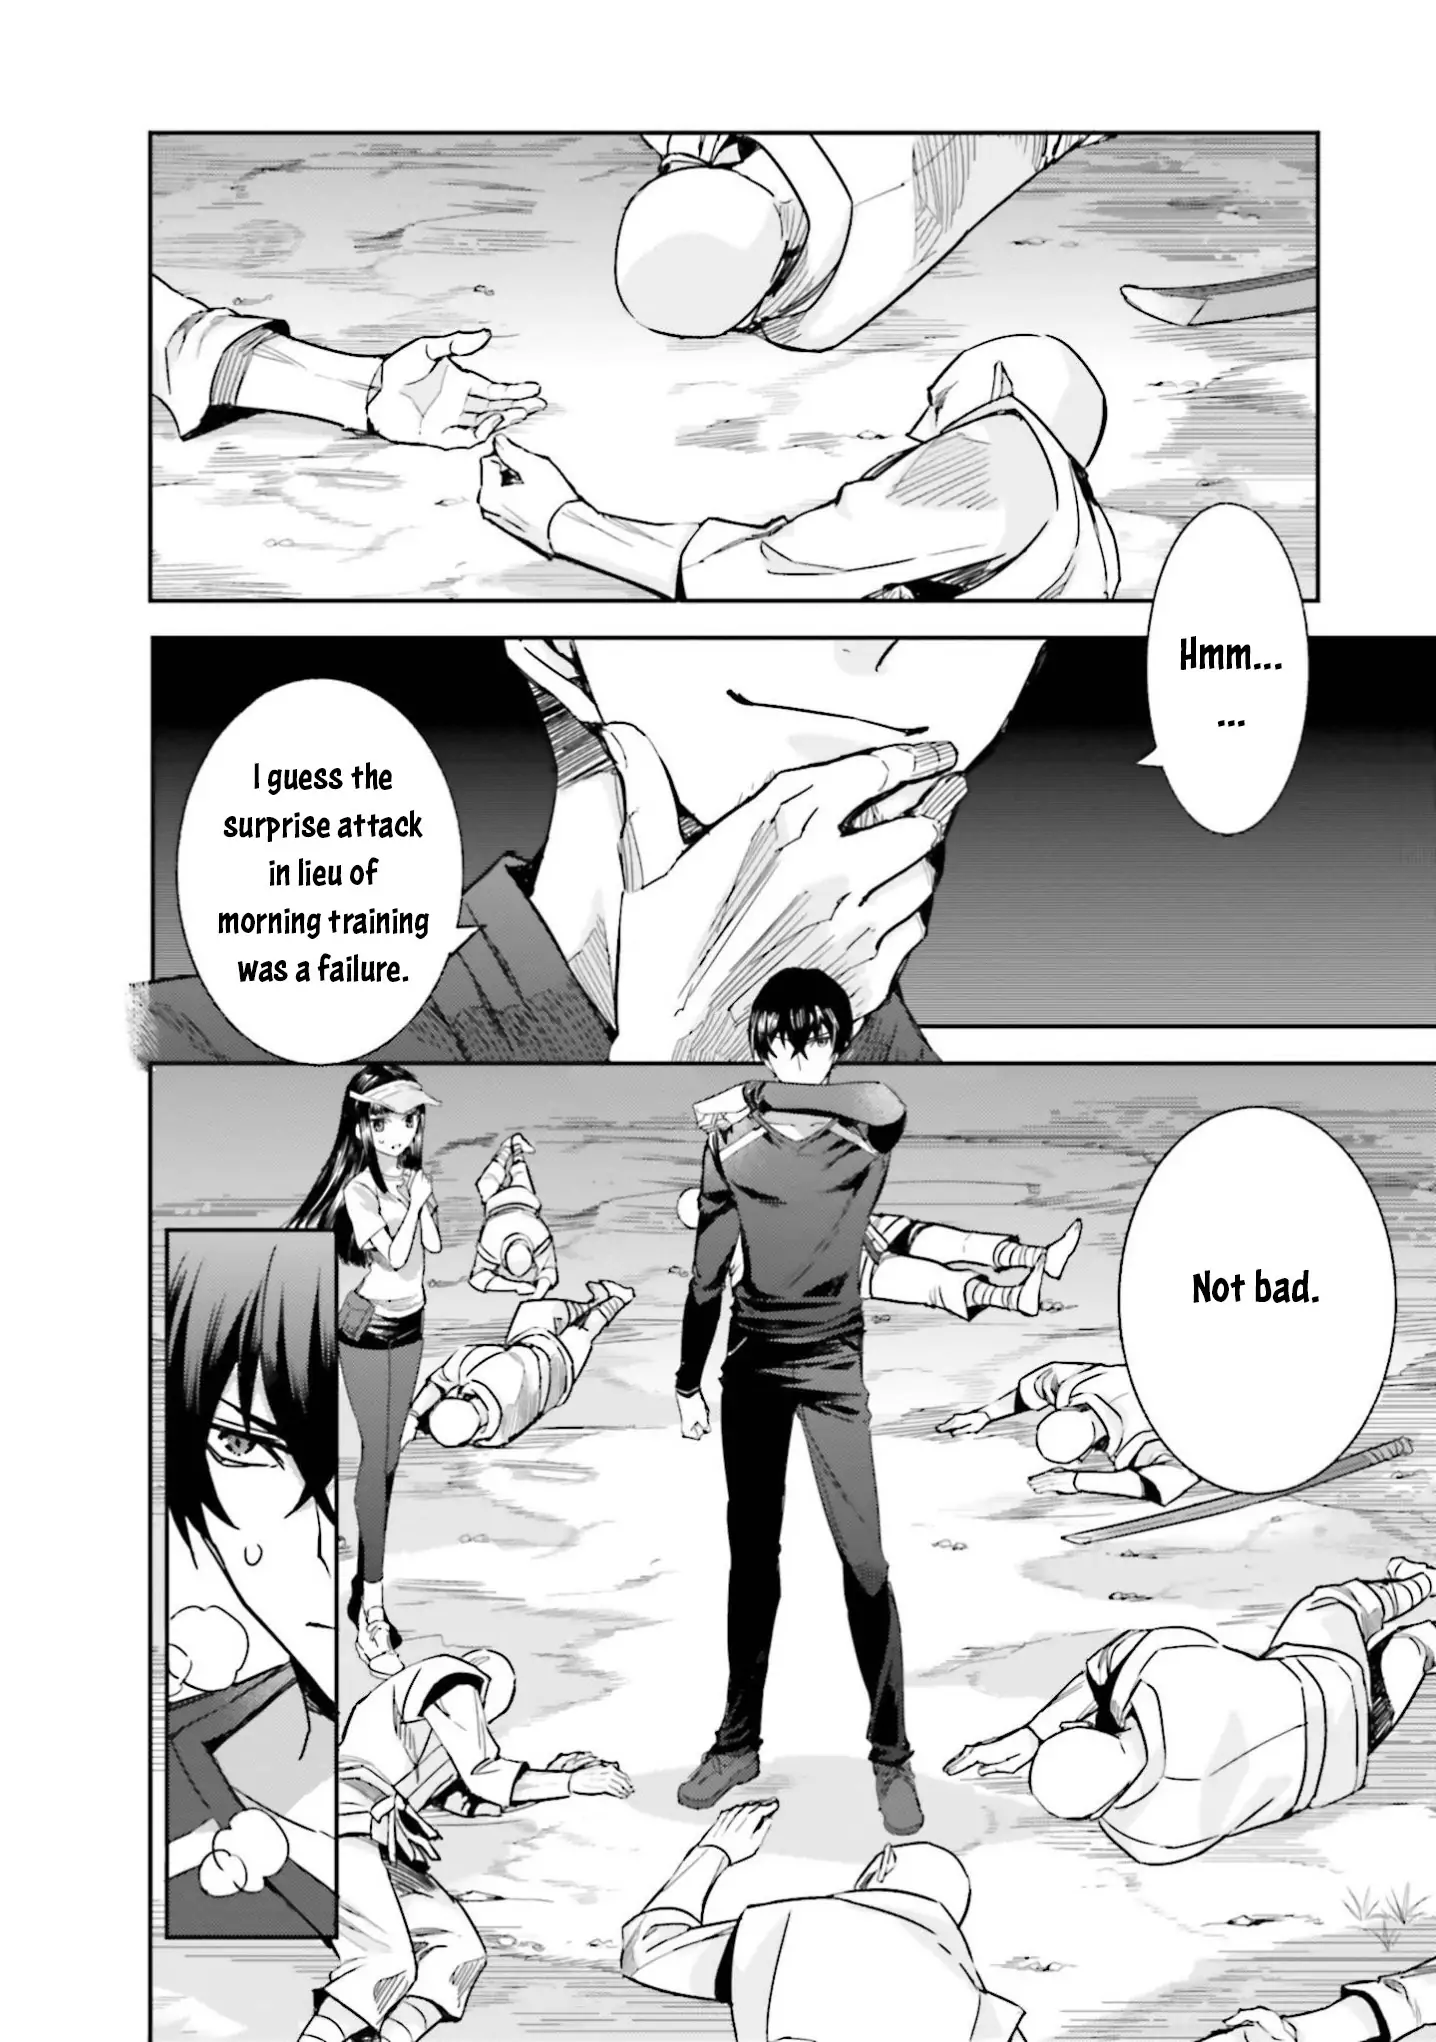 Hmm...
...
I guess the
surprise attack
in lieu of
morning training
was a failure.
Not bad.